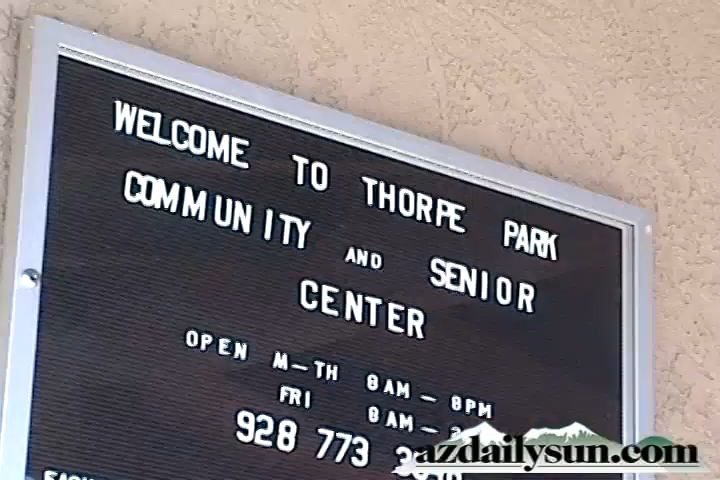 WELCOME TO THORPE PARK
COMMUNITY AND SENIOR
CENTER
OPEN M-TH 8AM - 8PM
FRI 8AM -
928 773
azdailysun.com